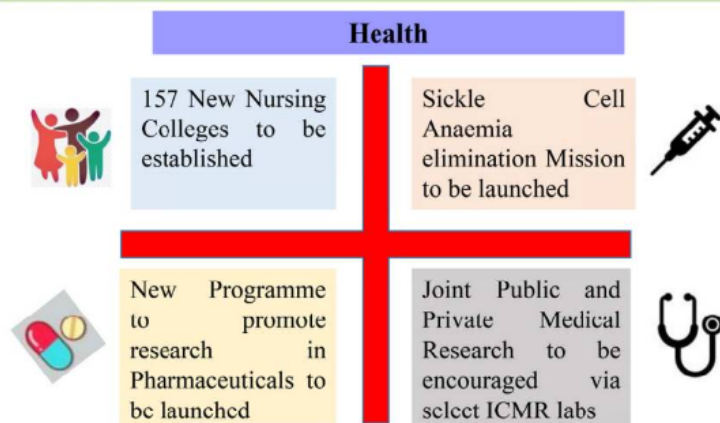 Health
157 New Nursing
Colleges to be
established
Sickle Cell
Anaemia
elimination Mission
to be launched
New Programme
to promote
research in
Pharmaceuticals to
be launched
Joint Public and
Private Medical
Research to be
encouraged via
select ICMR labs